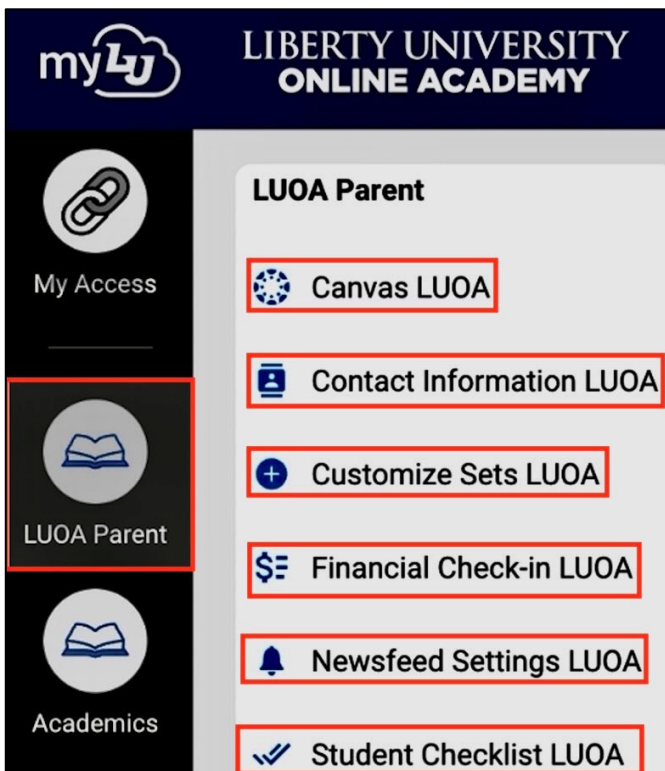 myLU
LIBERTY UNIVERSITY
ONLINE ACADEMY
My Access
LUOA Parent
Academics
LUOA Parent
Canvas LUOA
Contact Information LUOA
Customize Sets LUOA
Financial Check-in LUOA
Newsfeed Settings LUOA
Student Checklist LUOA